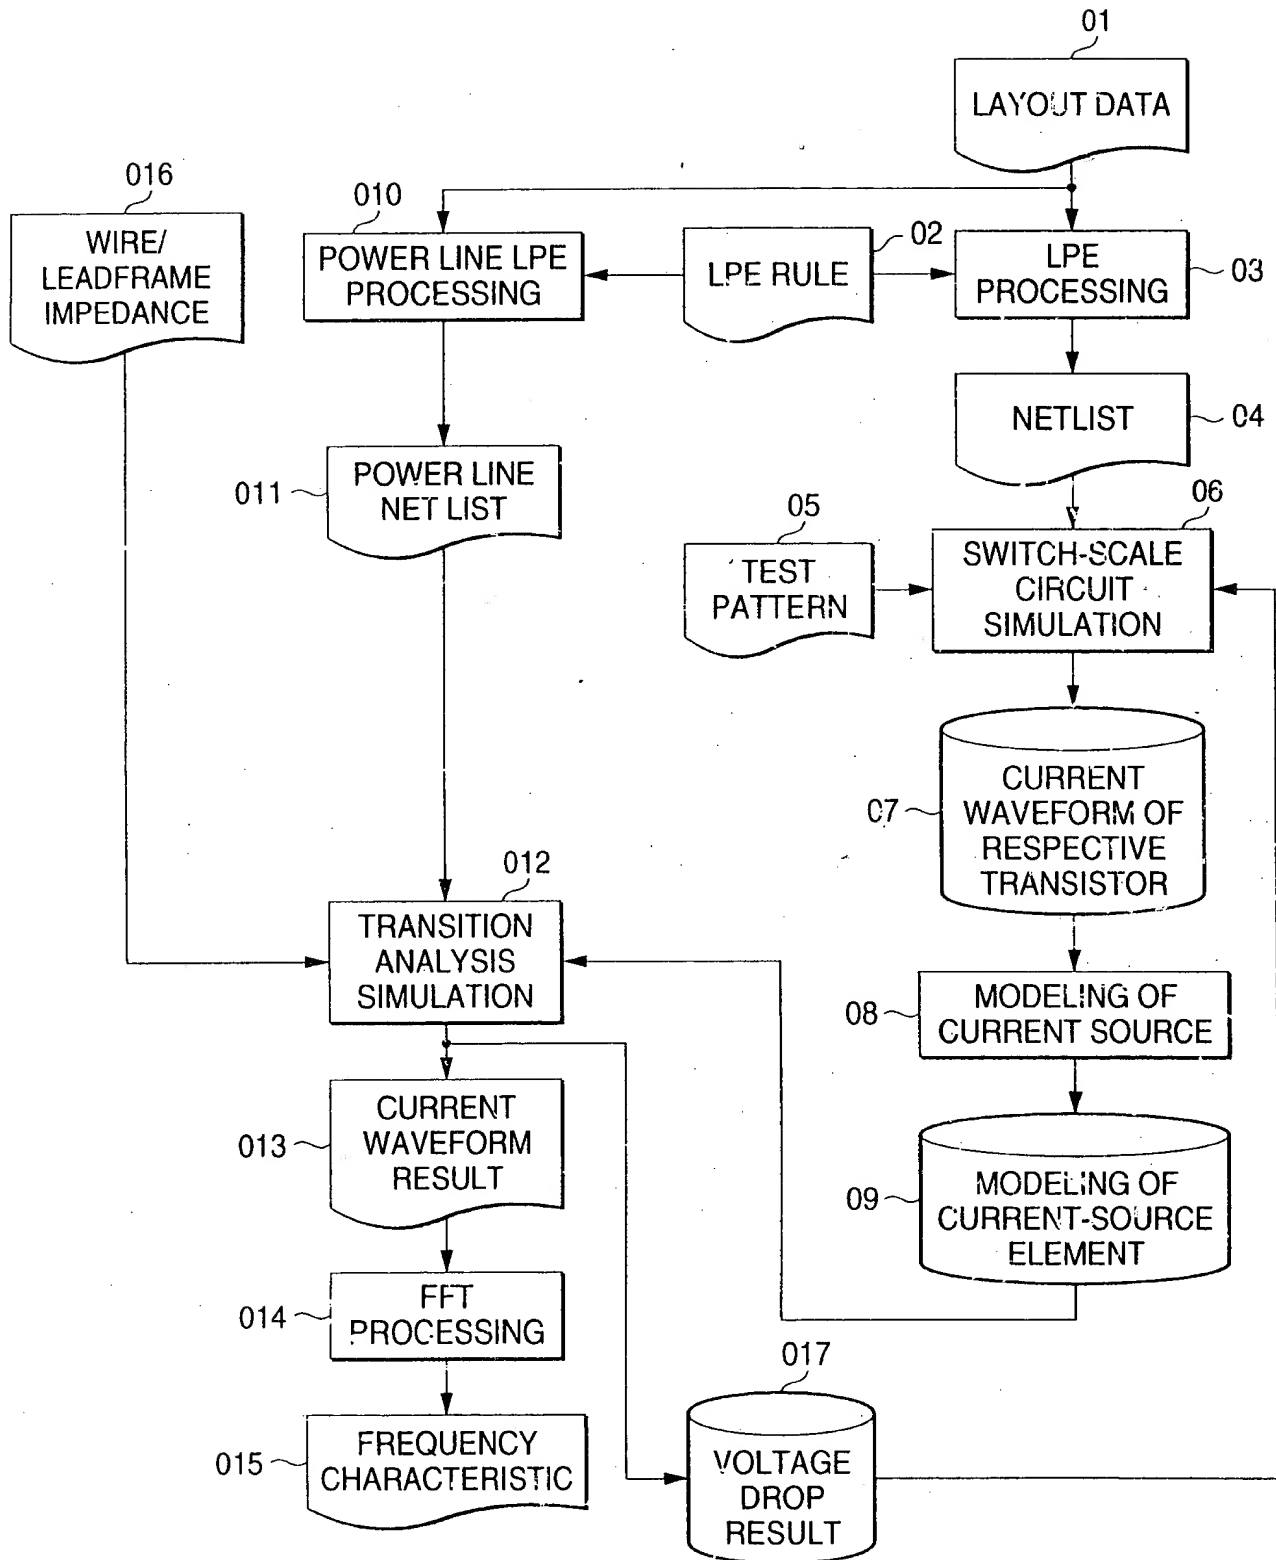 01
LAYOUT DATA
016
WIRE/
LEADFRAME
IMPEDANCE
010
POWER LINE LPE
PROCESSING
02
LPE RULE
LPE
PROCESSING
03
NETLIST
04
POWER LINE
NET LIST
011
05
TEST
PATTERN
06
SWITCH-SCALE
CIRCUIT
SIMULATION
07
CURRENT
WAVEFORM OF
RESPECTIVE
TRANSISTOR
012
TRANSITION
ANALYSIS
SIMULATION
08
MODELING OF
CURRENT SOURCE
013
CURRENT
WAVEFORM
RESULT
09
MODELING OF
CURRENT-SOURCE
ELEMENT
014
FFT
PROCESSING
015
FREQUENCY
CHARACTERISTIC
017
VOLTAGE
DROP
RESULT